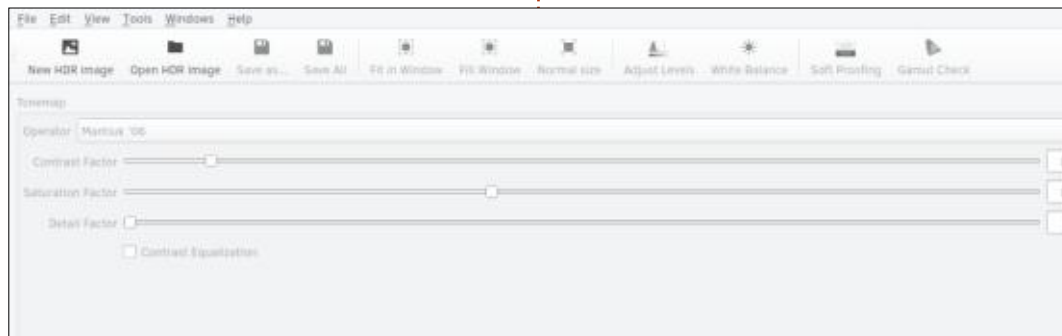 File Edit View Tools Windows Help
New HDR image Open HDR image Save as... Save All Fit in Window Fill Window Normal size Adjust Levels White Balance Soft Proofing Gamut Check
Tonemap
Operator Mantiuk '06
Contrast Factor
Saturation Factor
Detail Factor
Contrast Equalization